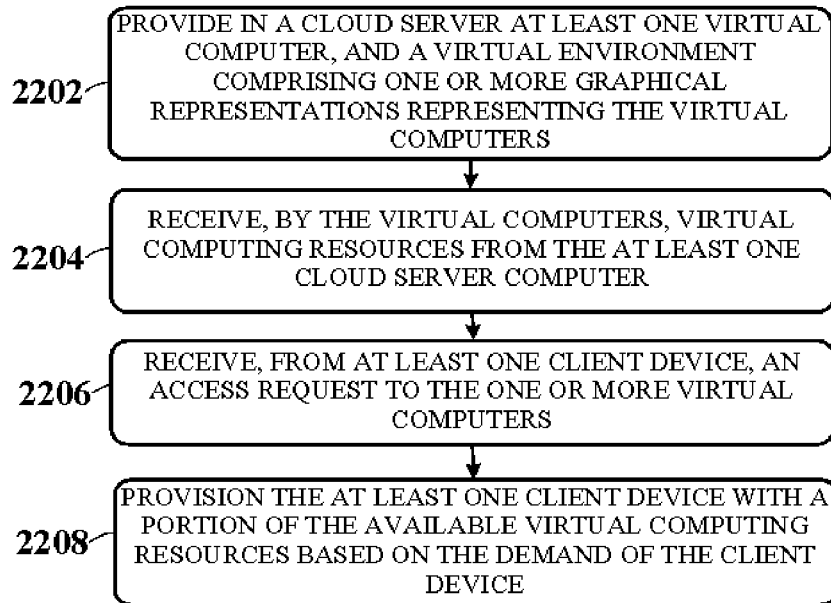 PROVIDE IN A CLOUD SERVER AT LEAST ONE VIRTUAL
COMPUTER, AND A VIRTUAL ENVIRONMENT
COMPRISING ONE OR MORE GRAPHICAL
REPRESENTATIONS REPRESENTING THE VIRTUAL
COMPUTERS
2202
RECEIVE, BY THE VIRTUAL COMPUTERS, VIRTUAL
COMPUTING RESOURCES FROM THE AT LEAST ONE
CLOUD SERVER COMPUTER
2204
RECEIVE, FROM AT LEAST ONE CLIENT DEVICE, AN
ACCESS REQUEST TO THE ONE OR MORE VIRTUAL
COMPUTERS
2206
PROVISION THE AT LEAST ONE CLIENT DEVICE WITH A
PORTION OF THE AVAILABLE VIRTUAL COMPUTING
RESOURCES BASED ON THE DEMAND OF THE CLIENT
DEVICE
2208